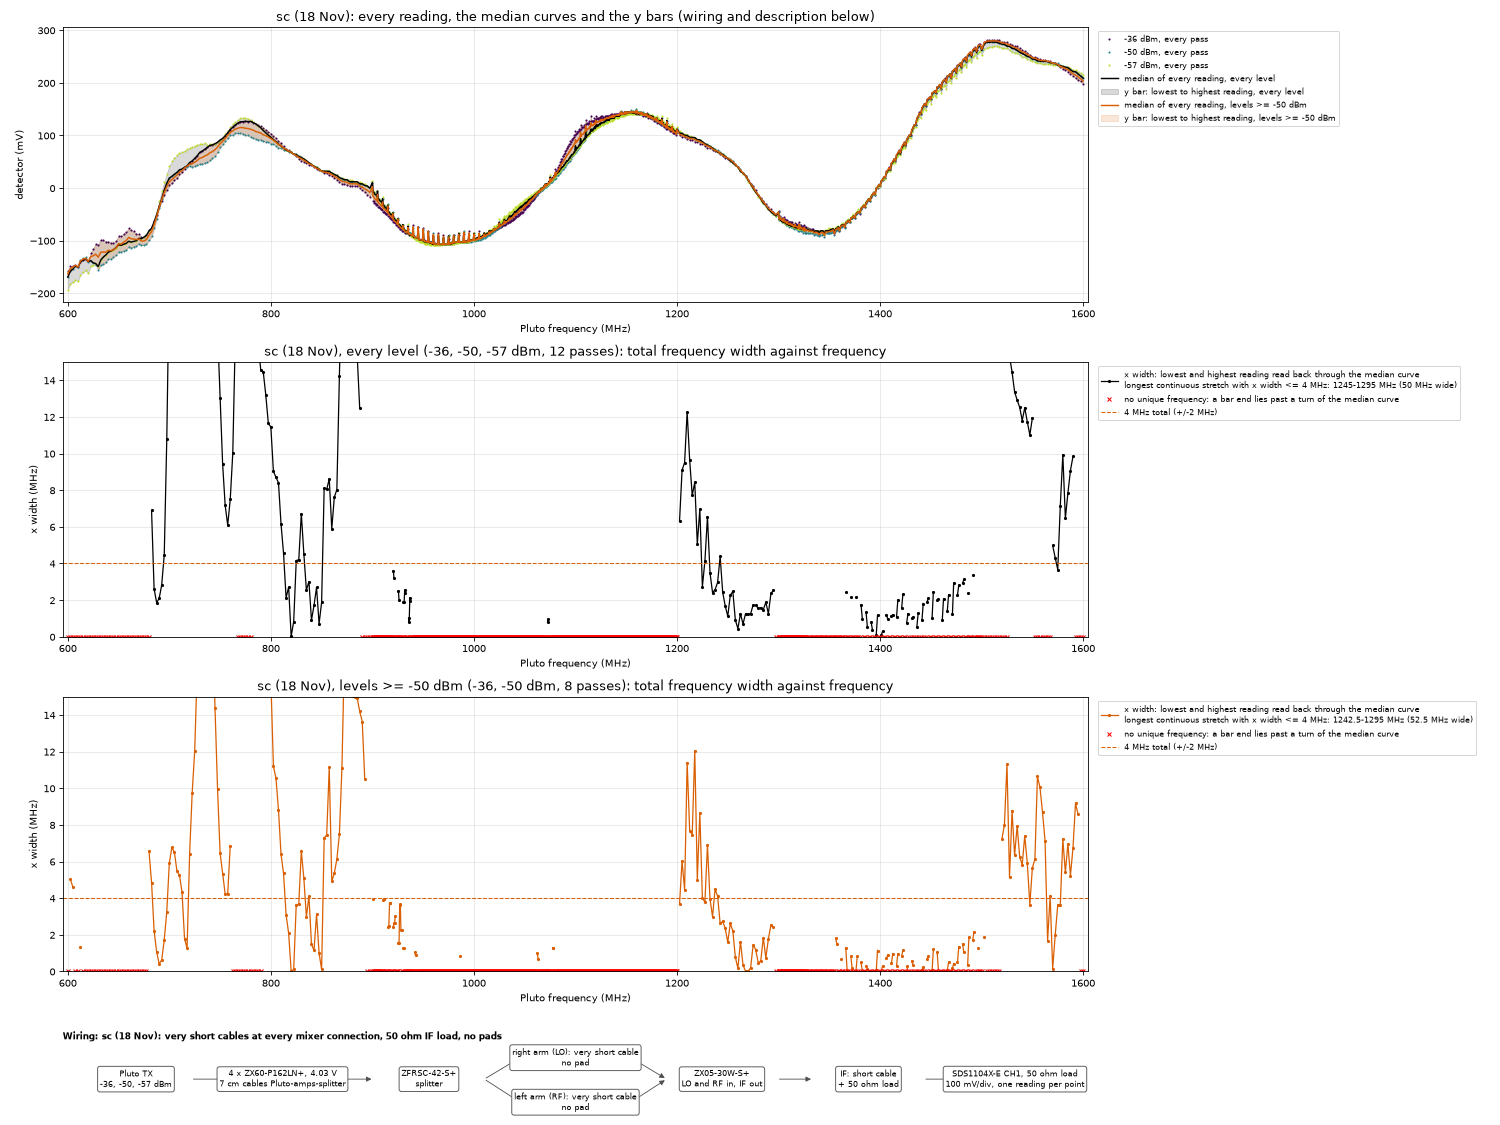 sc (18 Nov): every reading, the median curves and the y bars (wiring and description below)
300
200
100
0
−100
−200
detector (mV)
600
800
1000
1200
1400
1600
Pluto frequency (MHz)
-36 dBm, every pass
-50 dBm, every pass
-57 dBm, every pass
median of every reading, every level
y bar: lowest to highest reading, every level
median of every reading, levels >= -50 dBm
y bar: lowest to highest reading, levels >= -50 dBm
sc (18 Nov), every level (-36, -50, -57 dBm, 12 passes): total frequency width against frequency
14
12
10
8
6
4
2
0
x width (MHz)
600
800
1000
1200
1400
1600
Pluto frequency (MHz)
x width: lowest and highest reading read back through the median curve
longest continuous stretch with x width <= 4 MHz: 1245-1295 MHz (50 MHz wide)
no unique frequency: a bar end lies past a turn of the median curve
4 MHz total (+/-2 MHz)
sc (18 Nov), levels >= -50 dBm (-36, -50 dBm, 8 passes): total frequency width against frequency
14
12
10
8
6
4
2
0
x width (MHz)
600
800
1000
1200
1400
1600
Pluto frequency (MHz)
x width: lowest and highest reading read back through the median curve
longest continuous stretch with x width <= 4 MHz: 1242.5-1295 MHz (52.5 MHz wide)
no unique frequency: a bar end lies past a turn of the median curve
4 MHz total (+/-2 MHz)
Wiring: sc (18 Nov): very short cables at every mixer connection, 50 ohm IF load, no pads
Pluto TX
-36, -50, -57 dBm
4 x ZX60-P162LN+, 4.03 V
7 cm cables Pluto-amps-splitter
ZFRSC-42-S+
splitter
right arm (LO): very short cable
no pad
left arm (RF): very short cable
no pad
ZX05-30W-S+
LO and RF in, IF out
IF: short cable
+ 50 ohm load
SDS1104X-E CH1, 50 ohm load
100 mV/div, one reading per point